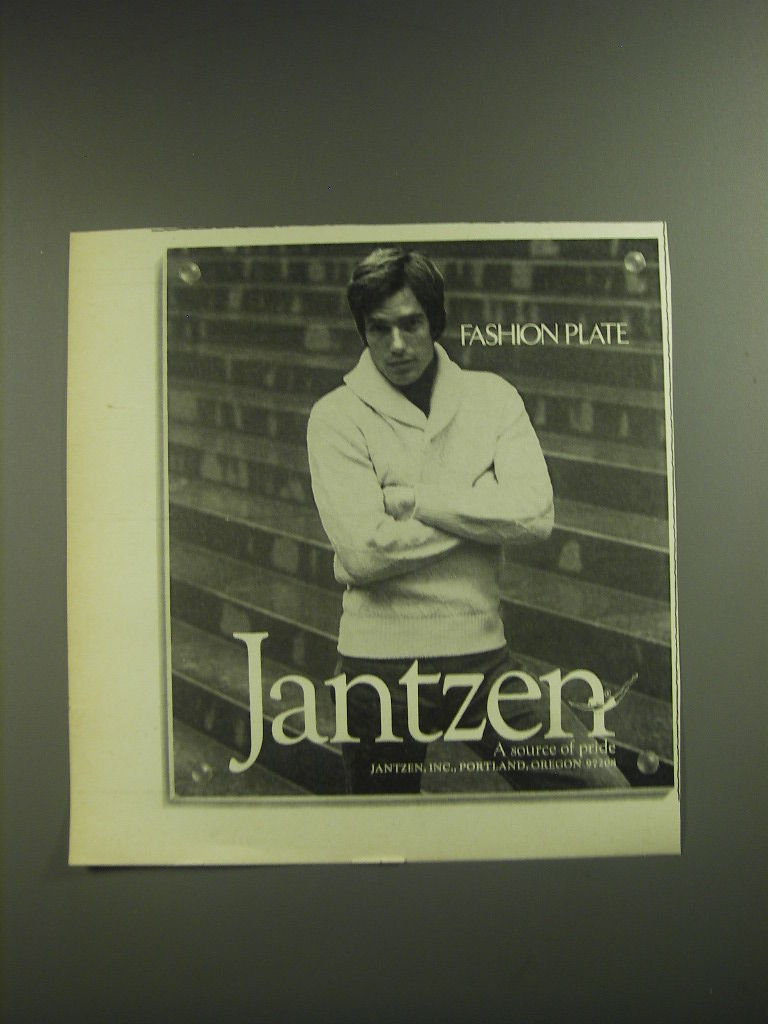 FASHION PLATE
Jantzen
A source of pride
JANTZEN, INC., PORTLAND, OREGON 97208